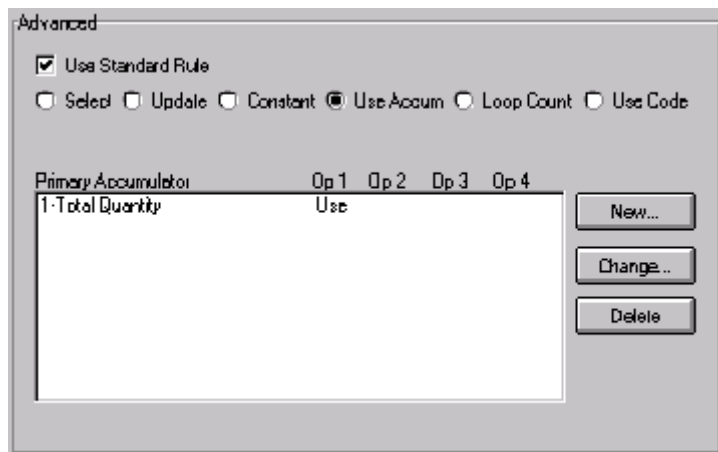 Advanced
Use Standard Rule
Select Update Constant Use Accum Loop Count Use Code
Primary Accumulator Op 1 Op 2 Op 3 Op 4
1-Total Quantity Use
New...
Change...
Delete